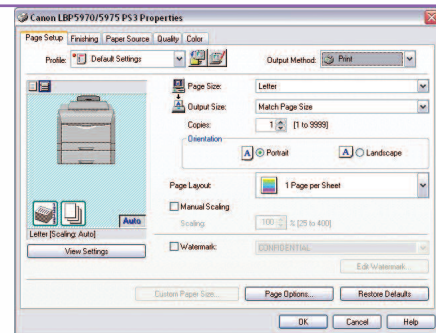 Canon LBP5970/5975 PS3 Properties
Page Setup Finishing Paper Source Quality Color
Profile: Default Settings Output Method: Print
Page Size: Letter
Output Size: Match Page Size
Copies: 1 [1 to 9999]
Orientation
A Portrait A Landscape
Page Layout: 1 Page per Sheet
Manual Scaling
Auto Scaling: 100 % [25 to 400]
Letter [Scaling: Auto]
View Settings Watermark: CONFIDENTIAL
Edit Watermark...
Custom Paper Size... Page Options... Restore Defaults
OK Cancel Help